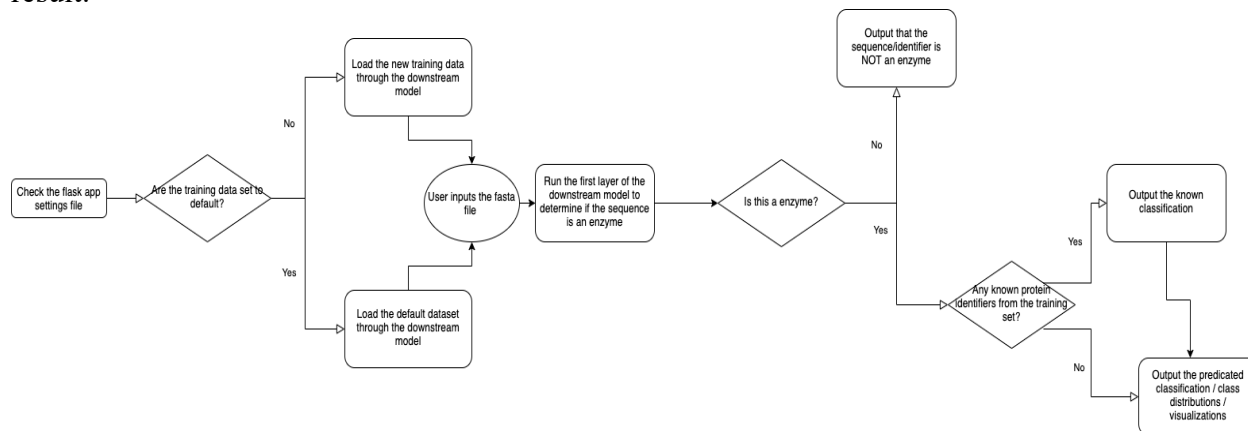 result.
Check the flask app
settings file
Are the training data set to
default?
No
Yes
Load the new training data
through the downstream
model
Load the default dataset
through the downstream
model
User inputs the fasta
file
Run the first layer of the
downstream model to
determine if the sequence
is an enzyme
Is this a enzyme?
No
Yes
Output that the
sequence/identifier is
NOT an enzyme
Any known protein
identifiers from the training
set?
Yes
No
Output the known
classification
Output the predicated
classification / class
distributions /
visualizations